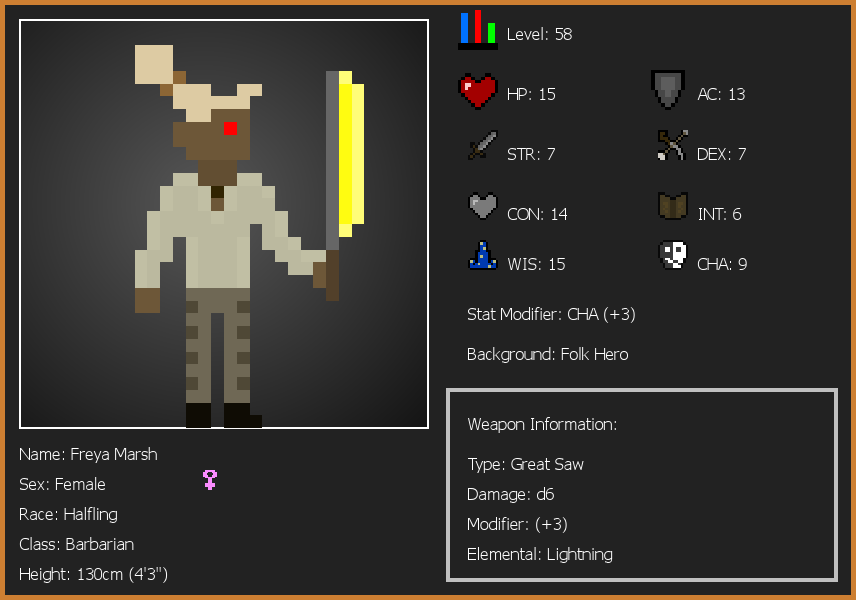 Level: 58
HP: 15
AC: 13
STR: 7
DEX: 7
CON: 14
INT: 6
WIS: 15
CHA: 9
Stat Modifier: CHA (+3)
Background: Folk Hero
Weapon Information:
Type: Great Saw
Damage: d6
Modifier: (+3)
Elemental: Lightning
Name: Freya Marsh
Sex: Female
Race: Halfling
Class: Barbarian
Height: 130cm (4'3")